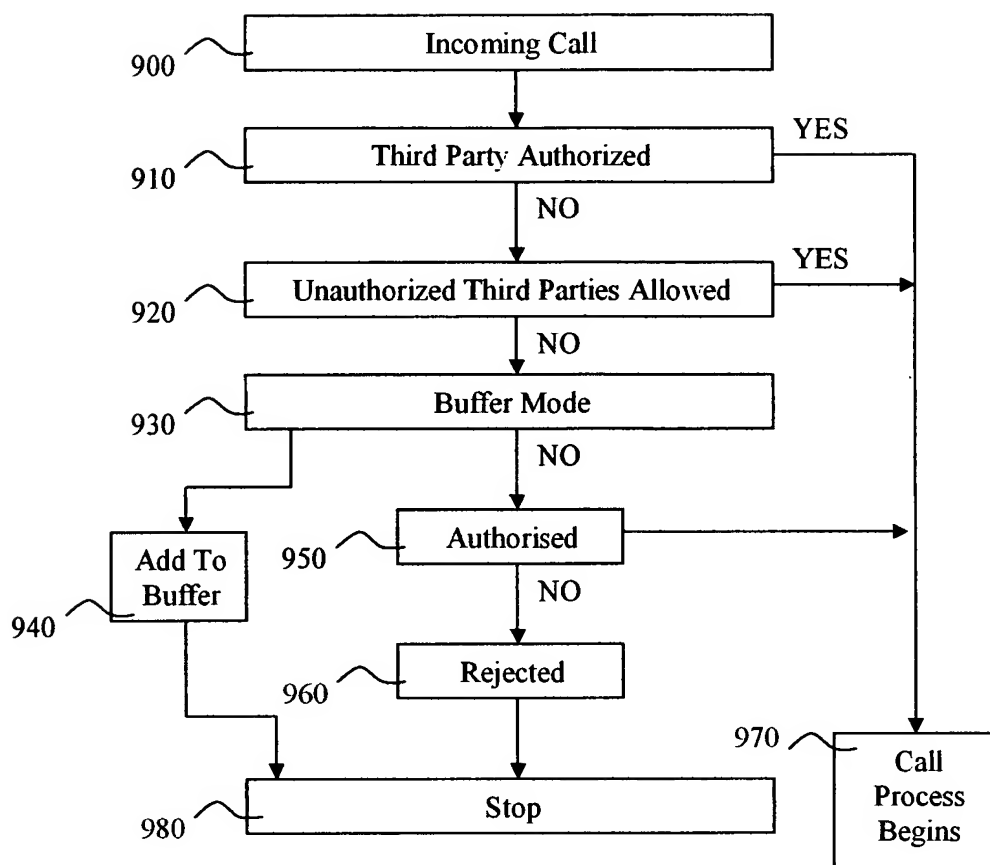 Incoming Call
900
YES
Third Party Authorized
910
NO
YES
Unauthorized Third Parties Allowed
920
NO
Buffer Mode
930
NO
Authorised
950
Add To
Buffer
NO
940
Rejected
960
970
Call
Process
Begins
Stop
980